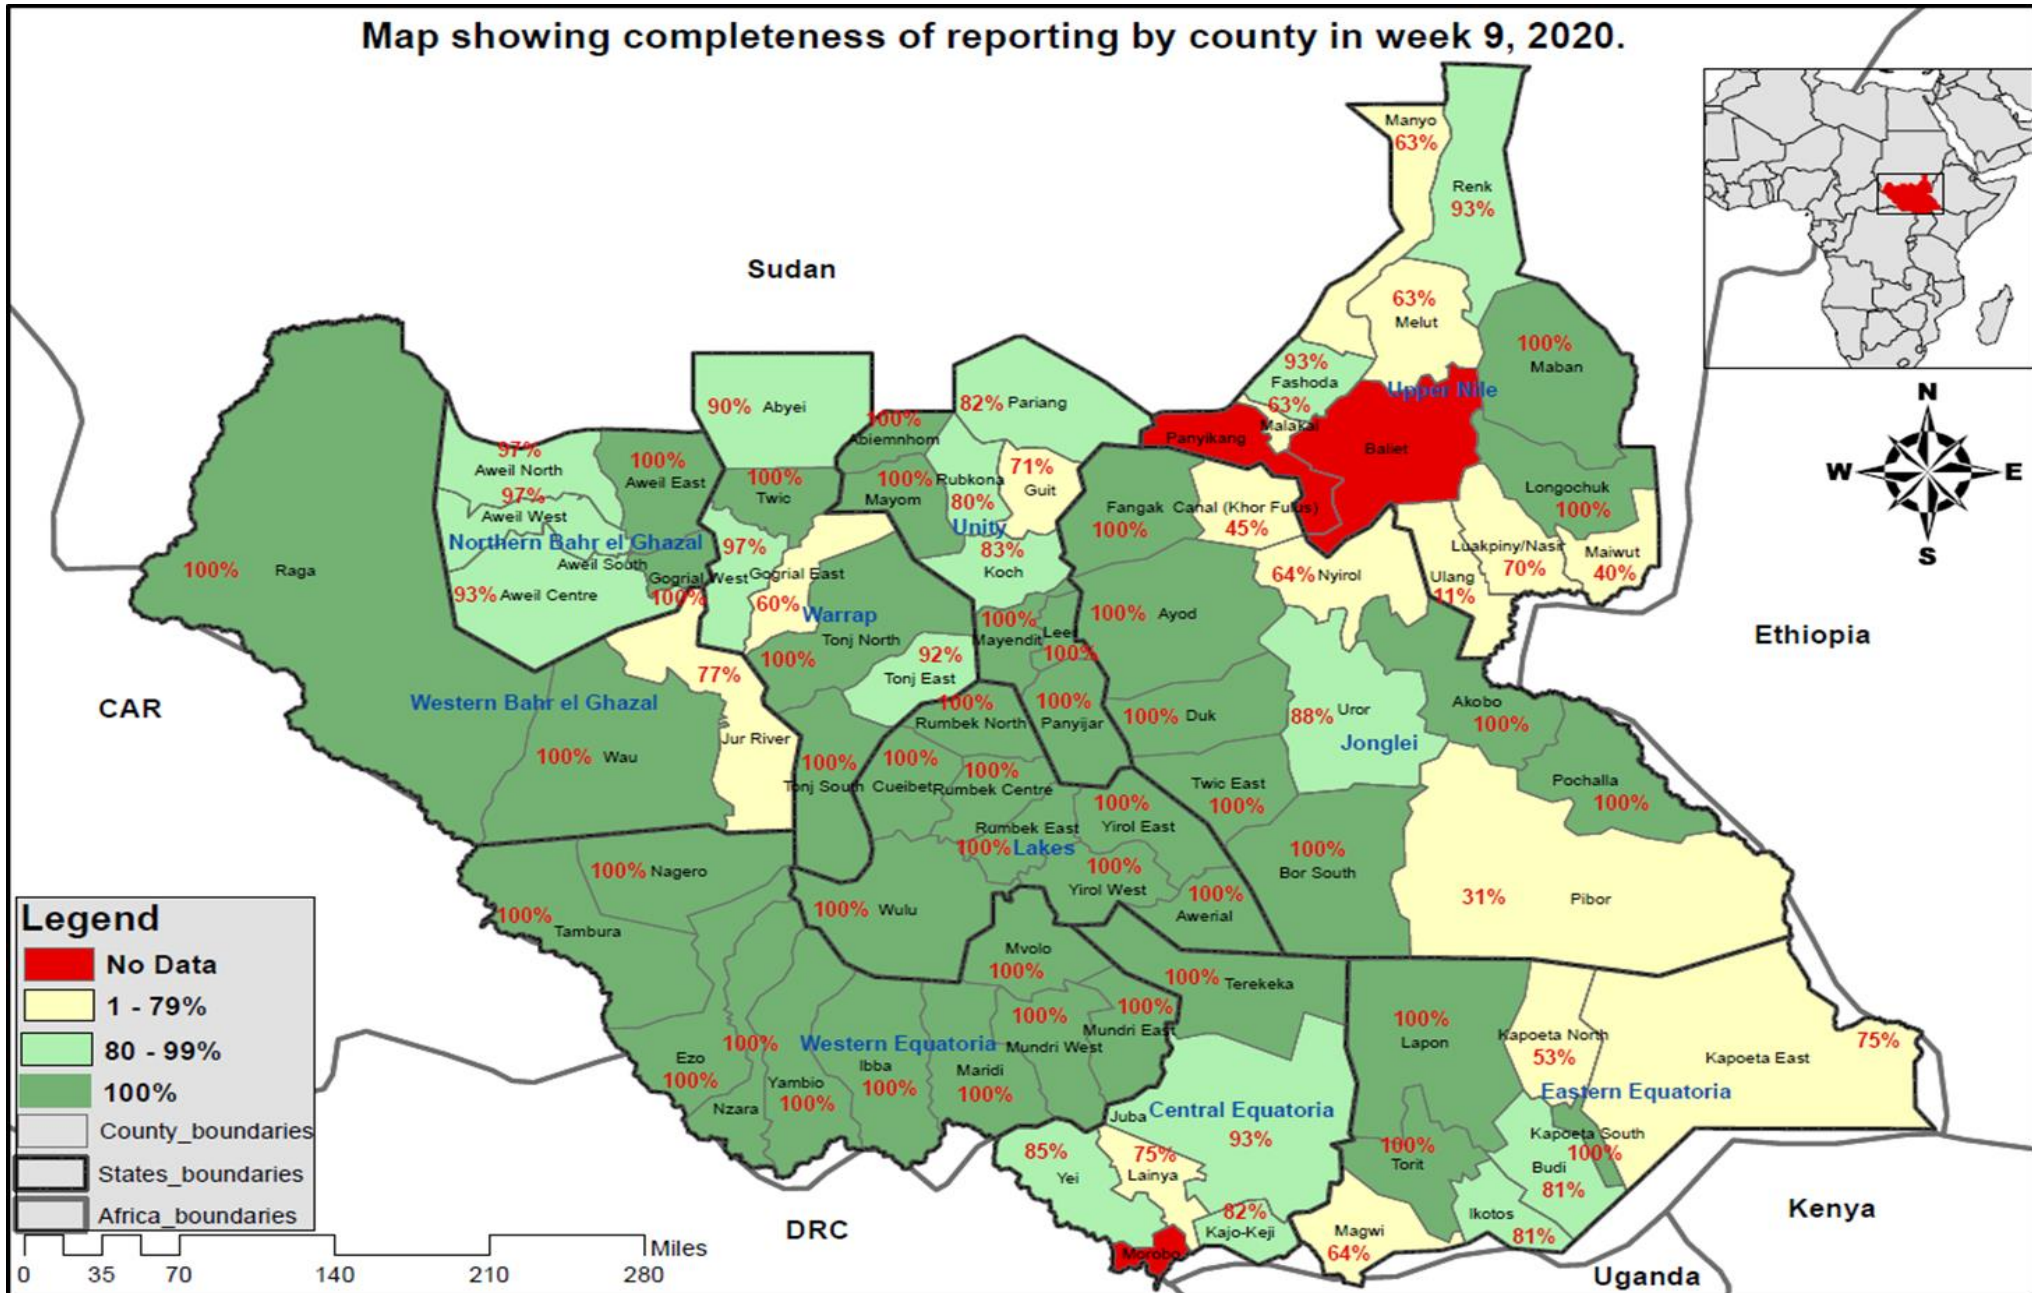 Map showing completeness of reporting by county in week 9, 2020.
Manyo
63%
Renk
93%
Sudan
63%
Melut
100%
Maban
93%
Fashoda
Upper Nile
63%
Malakal
Panyikang
Baliet
90% Abyei
82% Pariang
100%
Abiemnhom
97%
Aweil North
100%
Aweil East
97%
Aweil West
100%
Twic
100%
Mayom
Rubkona
80%
71%
Guit
Unity
Fangak
100%
Canal (Khor Fulus)
45%
Longochuk
100%
Luakpiny/Nasir
70%
Maiwut
40%
Ulang
11%
64% Nyirol
Northern Bahr el Ghazal
Aweil South
93% Aweil Centre
100%
Raga
97%
Gogrial West
100%
Gogrial East
60%
Warrap
83%
Koch
Tonj North
100%
92%
Tonj East
100%
Mayendit
Leer
100%
100% Ayod
77%
Jur River
Western Bahr el Ghazal
100% Wau
100%
Rumbek North
100%
Panyijar
100% Duk
88% Uror
Jonglei
Akobo
100%
Pochalla
100%
100%
Tonj South
100%
Cueibet
100%
Rumbek Centre
Rumbek East
100%
Lakes
100%
Yirol East
100%
Yirol West
100%
Awerial
Twic East
100%
100%
Bor South
31%
Pibor
100% Wulu
100% Nagero
100%
Tambura
Mvolo
100%
100% Terekeka
100%
Mundri East
100%
Mundri West
Western Equatoria
Ezo
100%
100%
Nzara
Yambio
100%
Ibba
100%
Maridi
100%
100%
Lapon
Kapoeta North
53%
Kapoeta East
75%
Eastern Equatoria
Juba
Central Equatoria
93%
85%
Yei
75%
Lainya
82%
Kajo-Keji
Morobo
100%
Torit
Kapoeta South
100%
Budi
81%
Ikotos
81%
Magwi
64%
CAR
DRC
Ethiopia
Kenya
Uganda
N
W
E
S
Legend
No Data
1 - 79%
80 - 99%
100%
County_boundaries
States_boundaries
Africa_boundaries
Miles
0 35 70 140 210 280